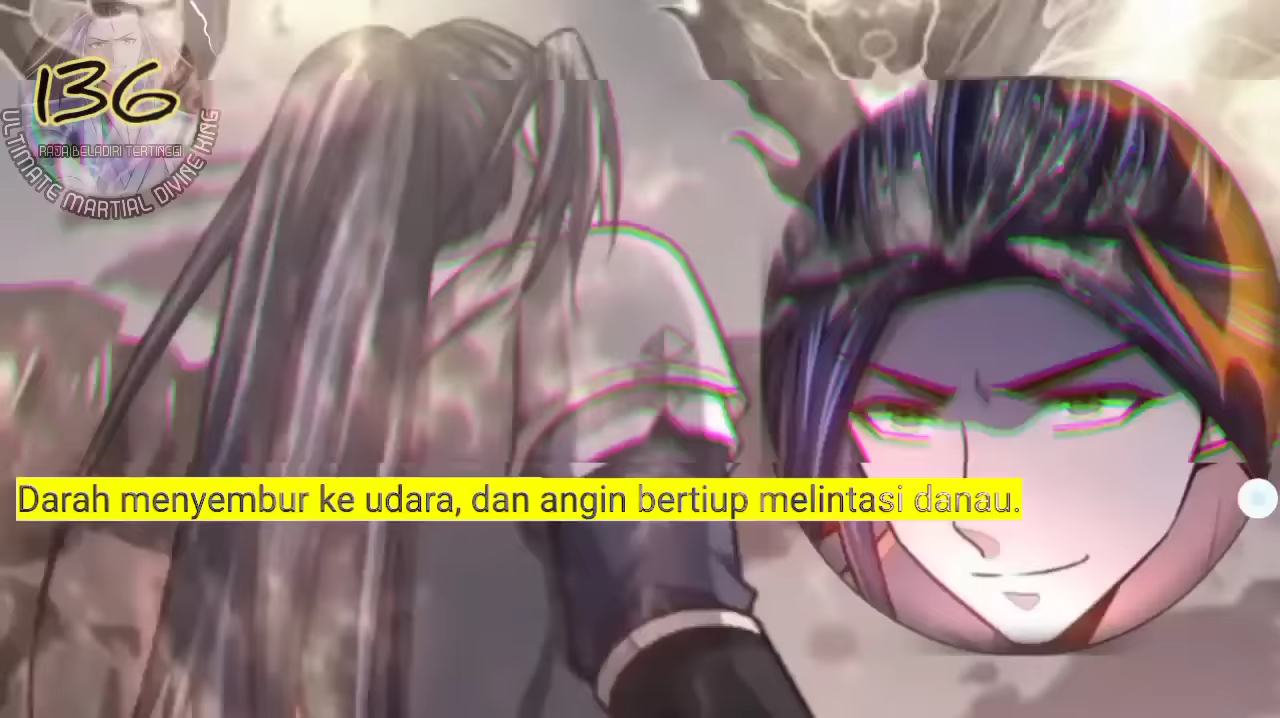 136
RAJA BELADIRI TERTINGGI
ULTIMATE MARTIAL DIVINE KING
Darah menyembur ke udara, dan angin bertiup melintasi danau.